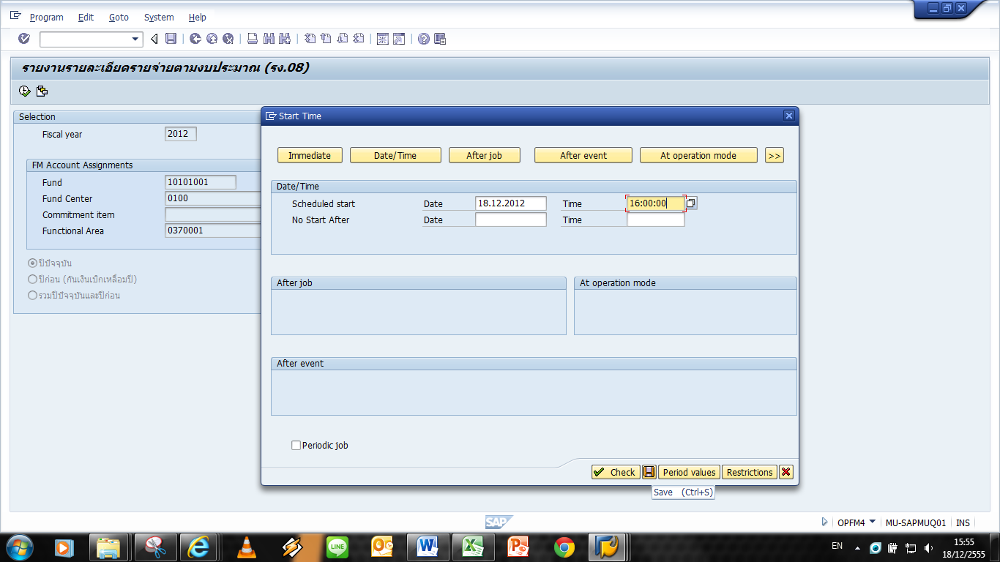 Program Edit Goto System Help
รายงานรายละเอียดรายจ่ายตามงบประมาณ (รง.08)
Selection
Fiscal year 2012
FM Account Assignments
Fund 10101001
Fund Center 0100
Commitment item
Functional Area 0370001
ปีปัจจุบัน
ปีก่อน (กันเงินเบิกเหลื่อมปี)
รวมปีปัจจุบันและปีก่อน
Start Time
Immediate Date/Time After job After event At operation mode >>
Date/Time
Scheduled start Date 18.12.2012 Time 16:00:00
No Start After Date Time
After job At operation mode
After event
Periodic job
Check Period values Restrictions
Save (Ctrl+S)
SAP
OPFM4 MU-SAPMUQ01 INS
LINE
EN 15:55
18/12/2555